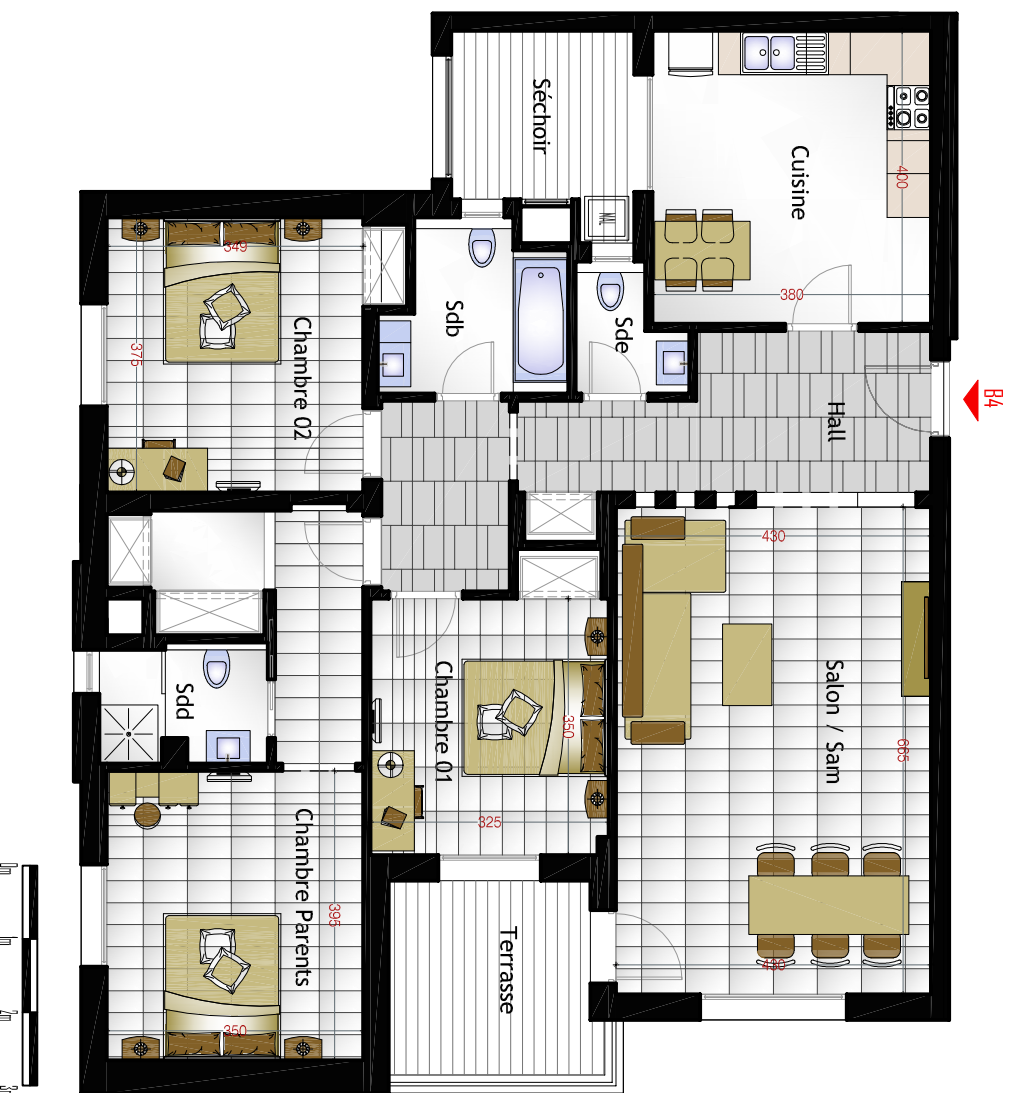 B4
400
Cuisine
380
Séchoir
M.L
Sde
Sdb
Hall
349
375
Chambre 02
430
Salon / Sam
665
430
350
Chambre 01
325
Sdd
Chambre Parents
395
350
Terrasse